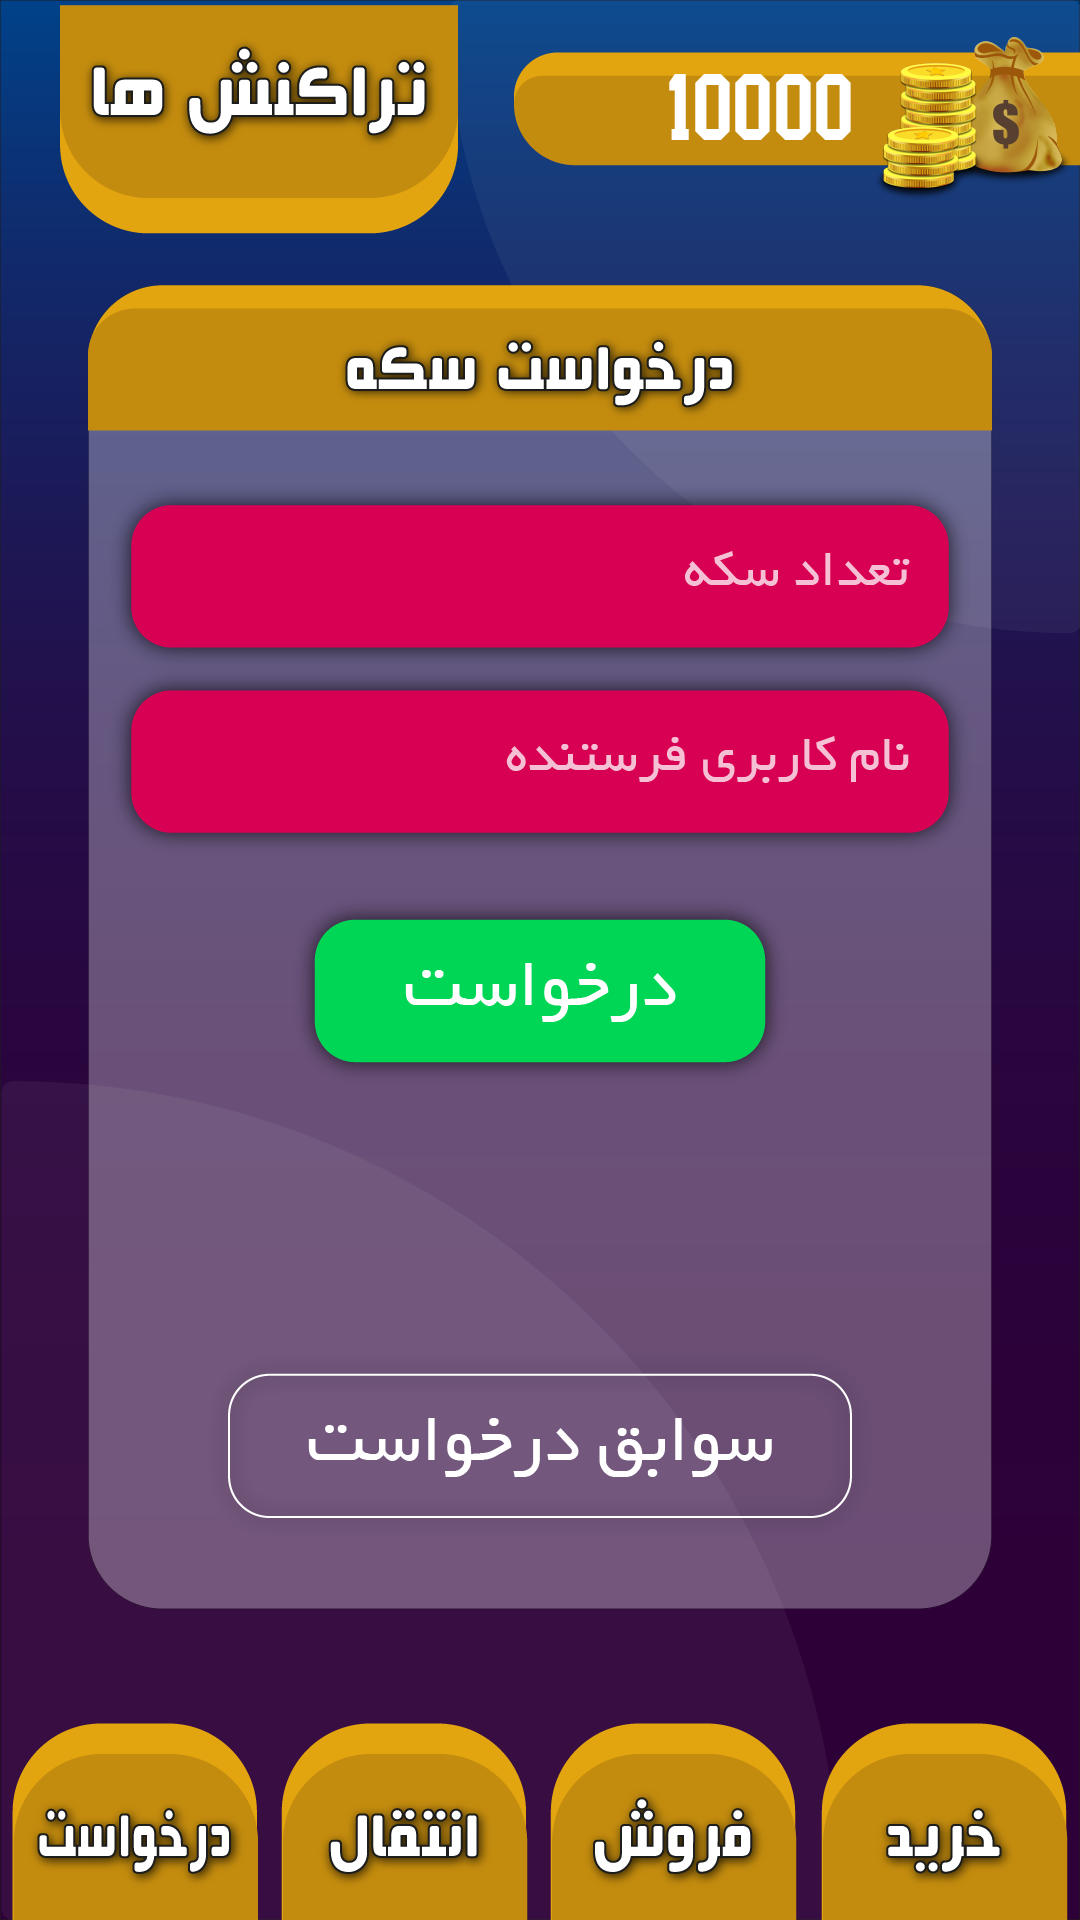 تراکنش ها
10000
$
درخواست سکه
تعداد سکه
نام کاربری فرستنده
درخواست
سوابق درخواست
خرید
فروش
انتقال
درخواست